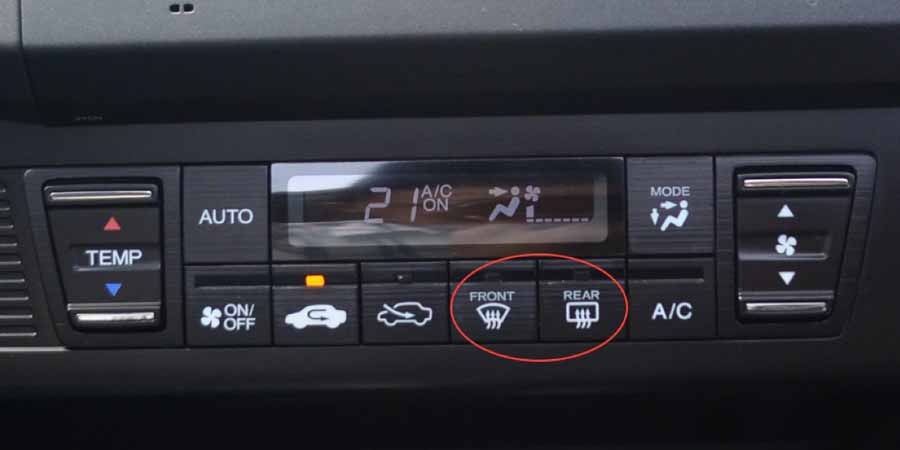 21 A/C
ON
AUTO
MODE
TEMP
ON/
OFF
FRONT
REAR
A/C